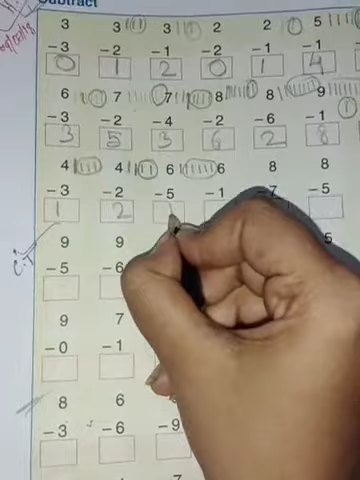 Subtract
3 3 3 2 2 5
-3 -2 -1 -2 -1 -1
0 1 2 0 1 4
6 7 7 8 8 9
-3 -2 -4 -2 -6 -1
3 5 3 6 2 8
4 4 6 6 8 8
-3 -2 -5 -1 -7 -5
1 2
9 9
-5 -6
9 7
-0 -1
8 6
-3 -6 -9